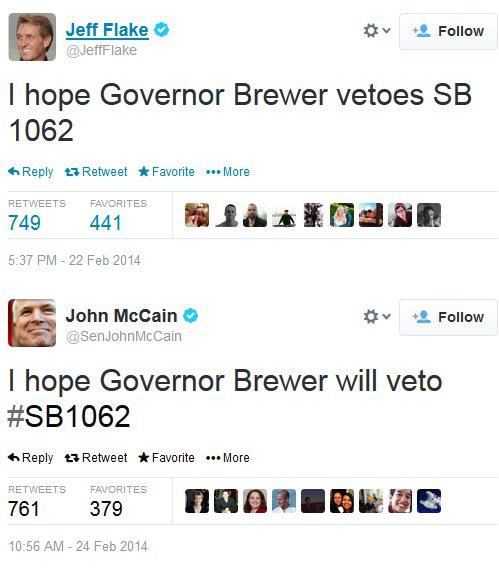 Jeff Flake
@JeffFlake
Follow
I hope Governor Brewer vetoes SB
1062
Reply Retweet Favorite More
RETWEETS FAVORITES
749 441
5:37 PM - 22 Feb 2014
John McCain
@SenJohnMcCain
Follow
I hope Governor Brewer will veto
#SB1062
Reply Retweet Favorite More
RETWEETS FAVORITES
761 379
10:56 AM - 24 Feb 2014